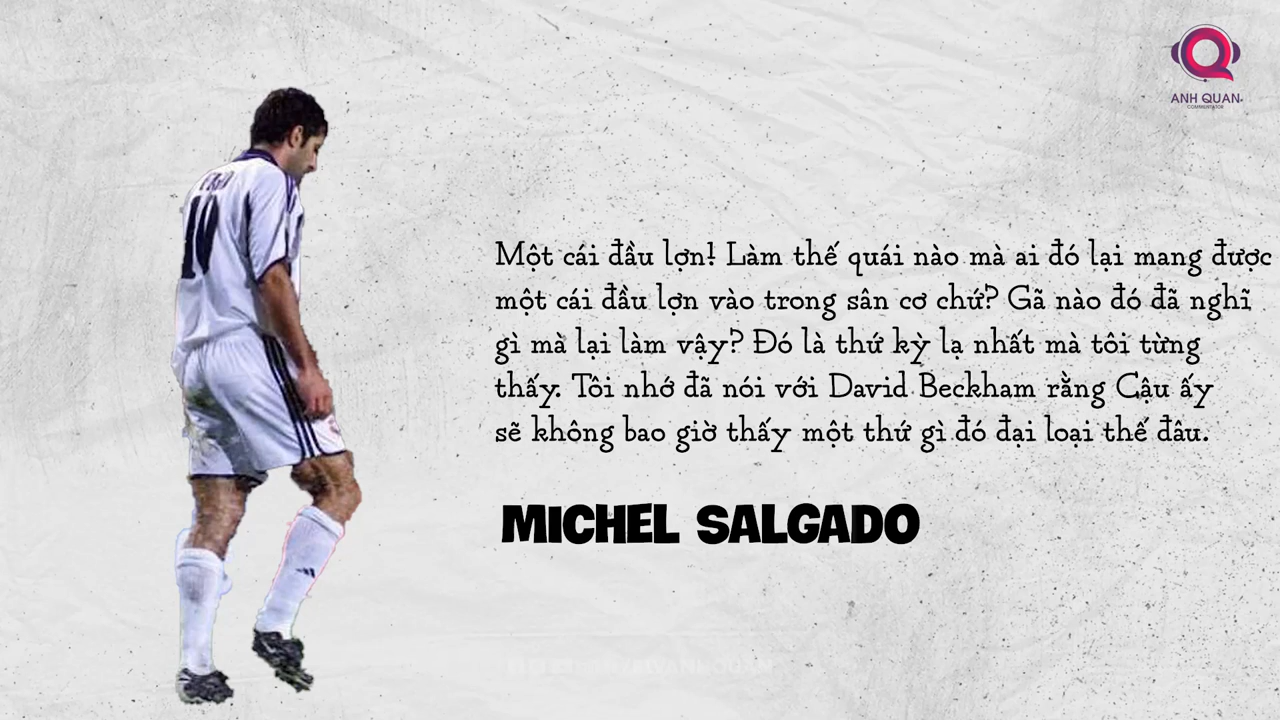 ANH QUAN
COMMENTATOR
10
Một cái đầu lợn! Làm thế quái nào mà ai đó lại mang được
một cái đầu lợn vào trong sân cơ chứ? Gã nào đó đã nghĩ
gì mà lại làm vậy? Đó là thứ kỳ lạ nhất mà tôi từng
thấy. Tôi nhớ đã nói với David Beckham rằng Cậu ấy
sẽ không bao giờ thấy một thứ gì đó đại loại thế đâu.
MICHEL SALGADO